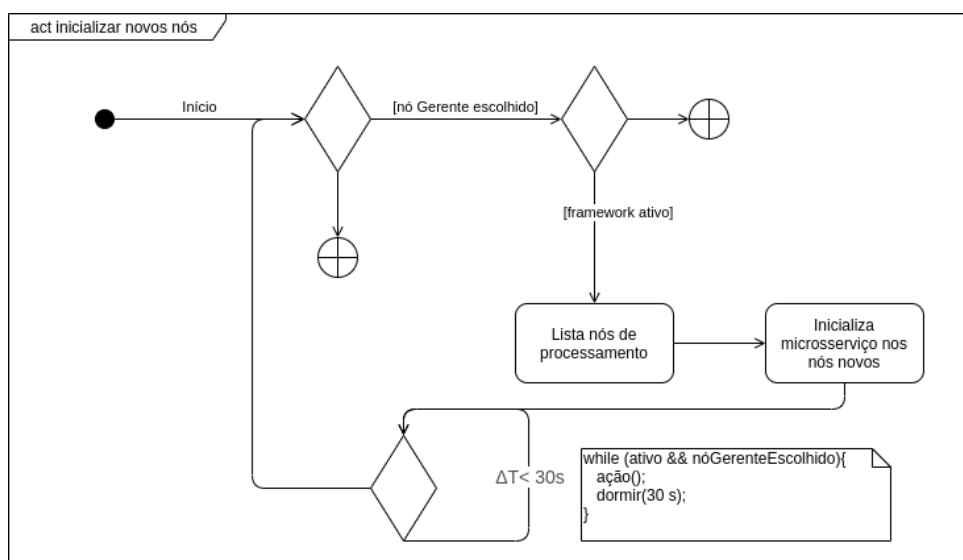 act inicializar novos nós
Início
[nó Gerente escolhido]
[framework ativo]
Lista nós de
processamento
Inicializa
microsserviço nos
nós novos
ΔT< 30s
while (ativo && nóGerenteEscolhido){
ação();
dormir(30 s);
}